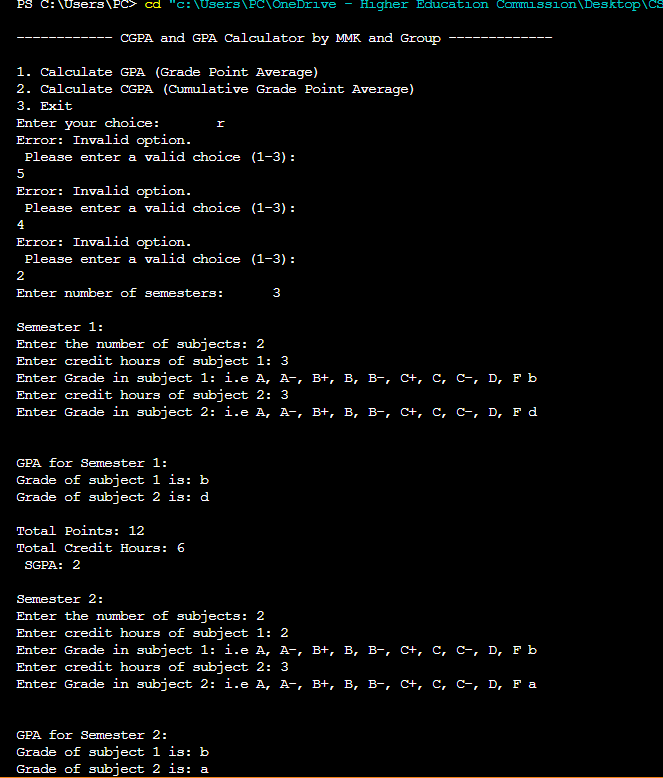 PS C:\Users\PC> cd "c:\Users\PC\OneDrive - Higher Education Commission\Desktop\CS
------------ CGPA and GPA Calculator by MMK and Group -------------
1. Calculate GPA (Grade Point Average)
2. Calculate CGPA (Cumulative Grade Point Average)
3. Exit
Enter your choice:       r
Error: Invalid option.
 Please enter a valid choice (1-3):
5
Error: Invalid option.
 Please enter a valid choice (1-3):
4
Error: Invalid option.
 Please enter a valid choice (1-3):
2
Enter number of semesters:      3
Semester 1:
Enter the number of subjects: 2
Enter credit hours of subject 1: 3
Enter Grade in subject 1: i.e A, A-, B+, B, B-, C+, C, C-, D, F b
Enter credit hours of subject 2: 3
Enter Grade in subject 2: i.e A, A-, B+, B, B-, C+, C, C-, D, F d
GPA for Semester 1:
Grade of subject 1 is: b
Grade of subject 2 is: d
Total Points: 12
Total Credit Hours: 6
 SGPA: 2
Semester 2:
Enter the number of subjects: 2
Enter credit hours of subject 1: 2
Enter Grade in subject 1: i.e A, A-, B+, B, B-, C+, C, C-, D, F b
Enter credit hours of subject 2: 3
Enter Grade in subject 2: i.e A, A-, B+, B, B-, C+, C, C-, D, F a
GPA for Semester 2:
Grade of subject 1 is: b
Grade of subject 2 is: a